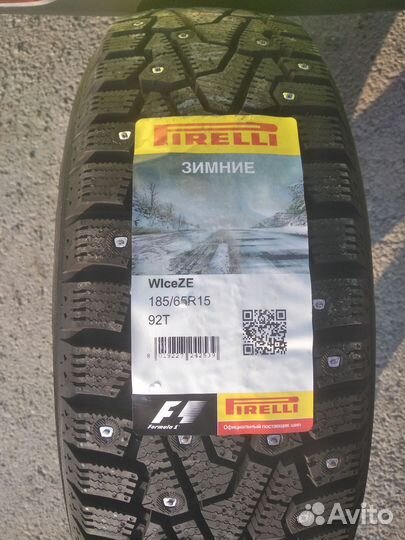 PIRELLI
ЗИМНИЕ
WIceZE
185/65R15
92T
F1
Formula 1
PIRELLI
Официальный поставщик шин
Avito